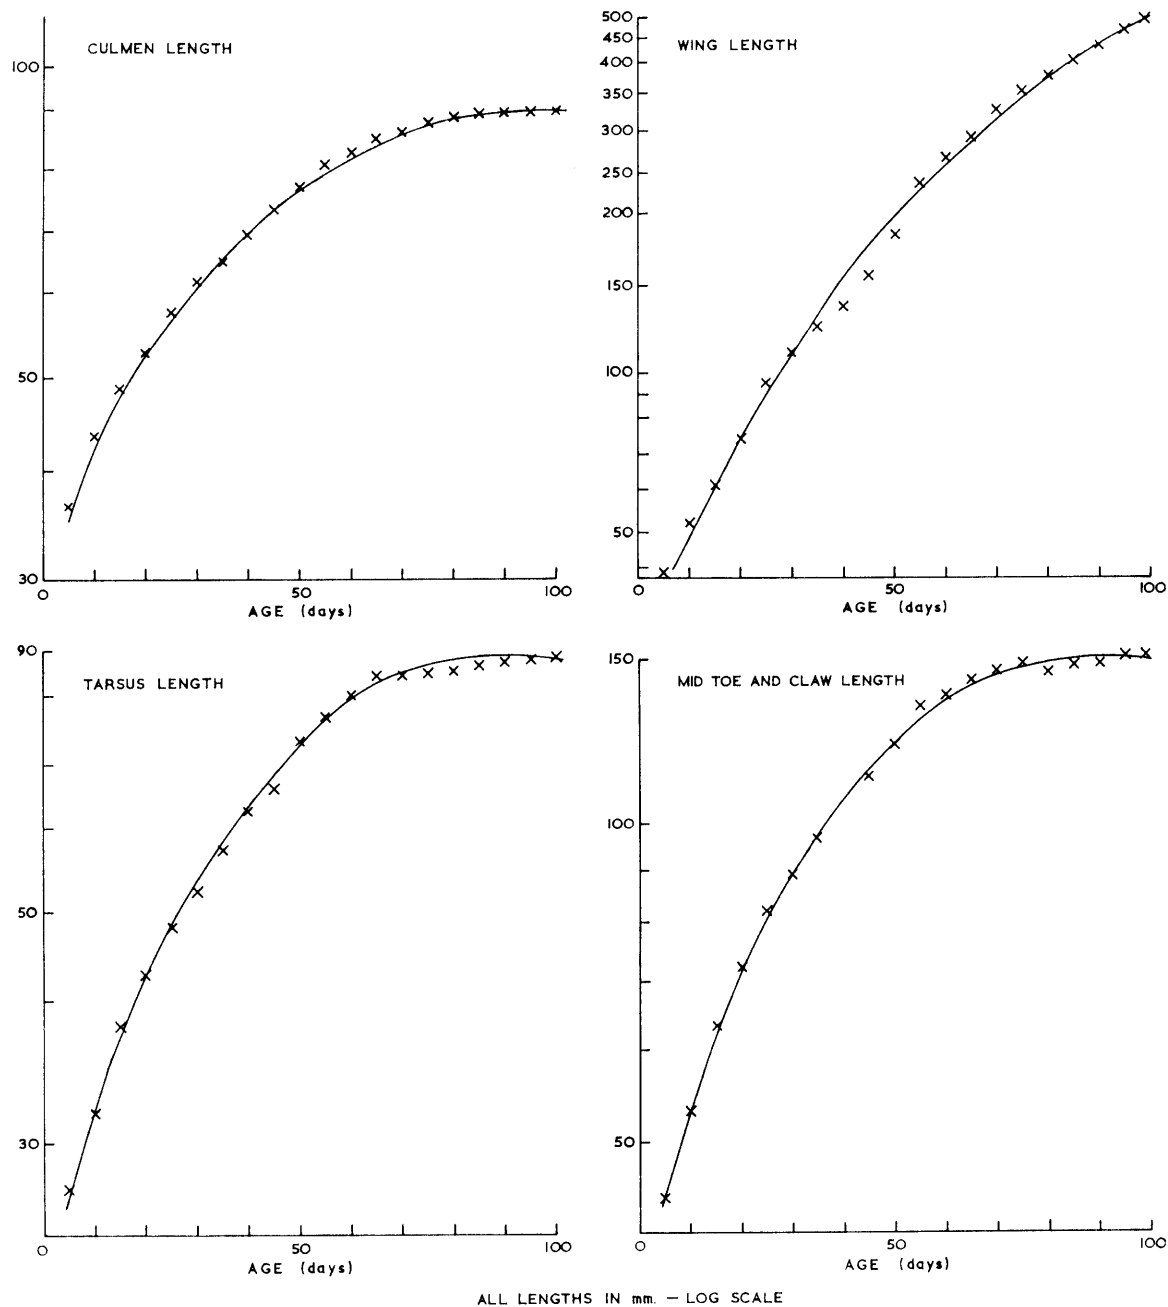 CULMEN LENGTH
100
50
30
0 50 100
AGE (days)
WING LENGTH
500
450
400
350
300
250
200
150
100
50
0 50 100
AGE (days)
TARSUS LENGTH
90
50
30
0 50 100
AGE (days)
MID TOE AND CLAW LENGTH
150
100
50
0 50 100
AGE (days)
ALL LENGTHS IN mm. — LOG SCALE